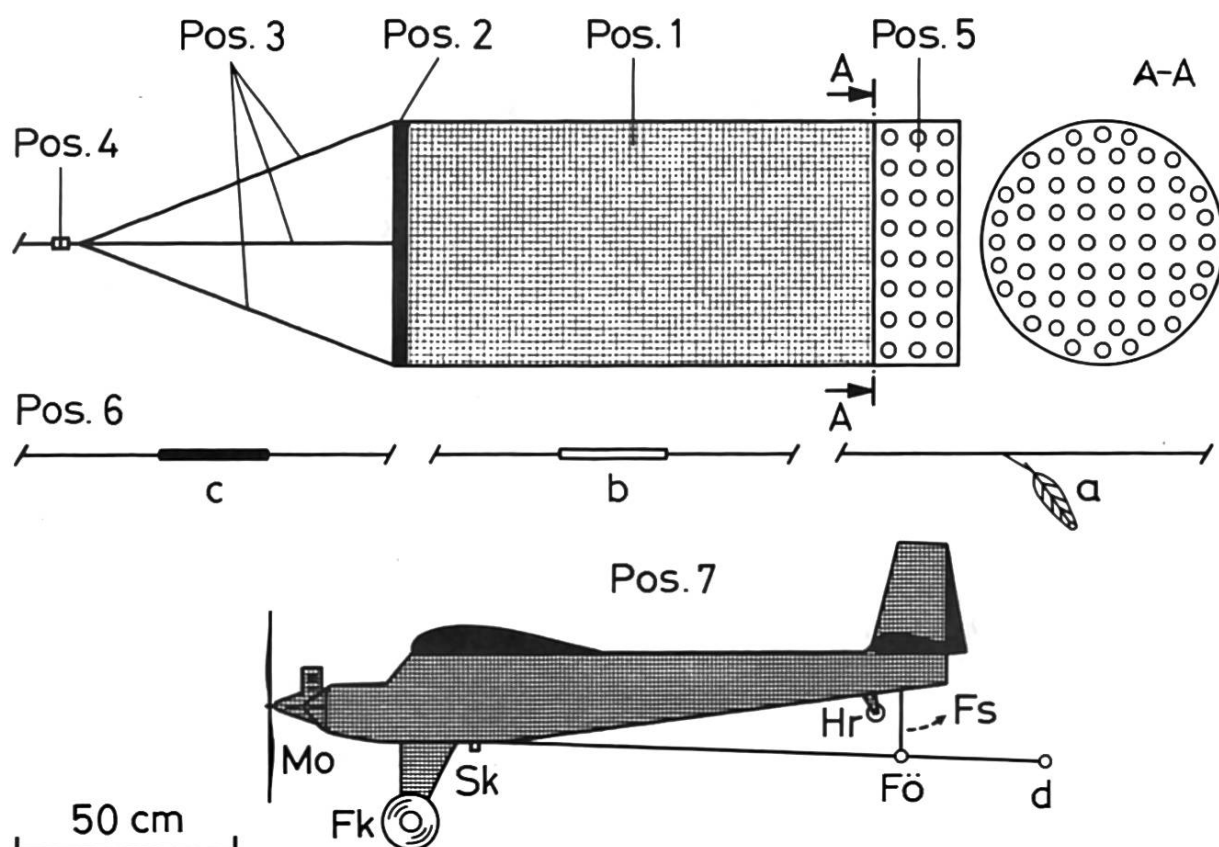 Pos. 3 Pos. 2 Pos. 1 Pos. 5
A A-A
Pos. 4
A
Pos. 6
c b a
Pos. 7
Hr Fs
Mo Sk Fö d
50 cm Fk